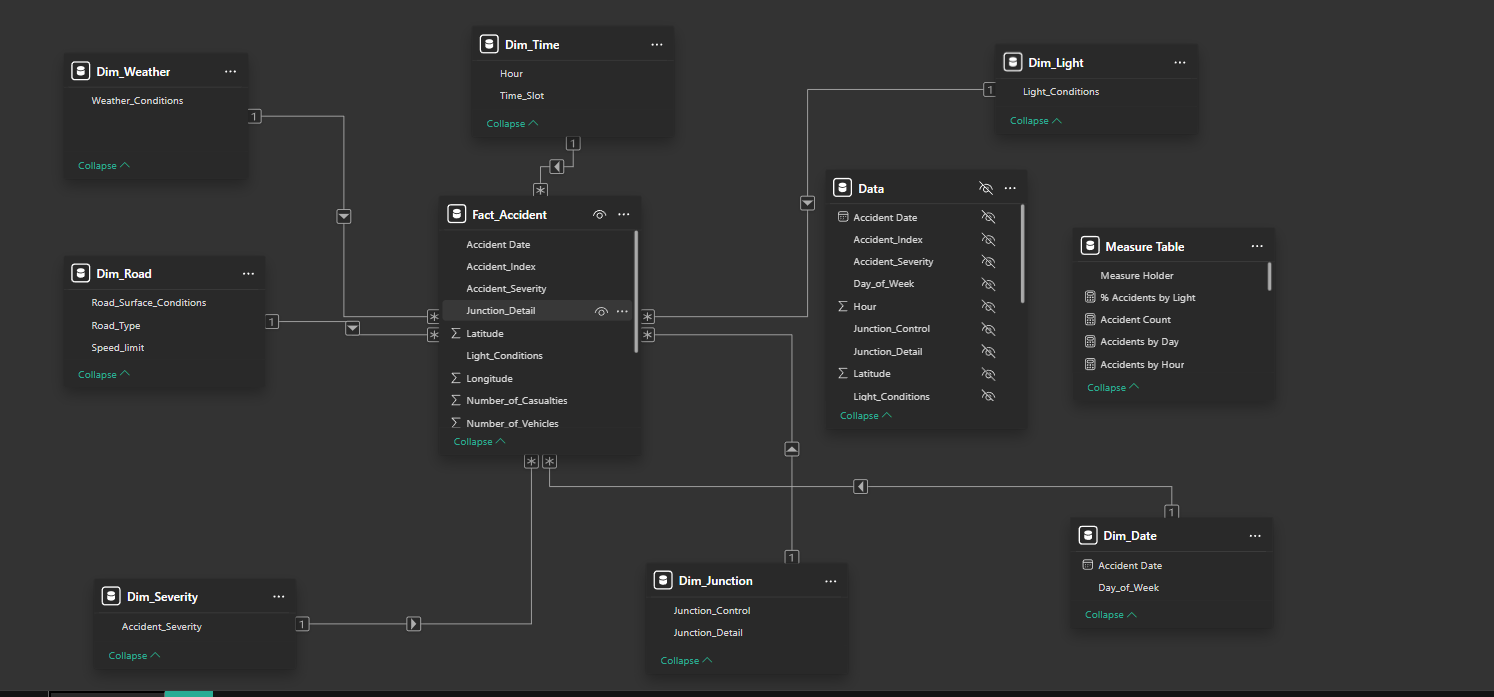 Dim_Weather
Weather_Conditions
Collapse
1
Dim_Time
Hour
Time_Slot
Collapse
1
*
Dim_Light
Light_Conditions
Collapse
1
Dim_Road
Road_Surface_Conditions
Road_Type
Speed_limit
Collapse
1
Fact_Accident
Accident Date
Accident_Index
Accident_Severity
Junction_Detail
Latitude
Light_Conditions
Longitude
Number_of_Casualties
Number_of_Vehicles
Collapse
*
*
*
*
*
*
Data
Accident Date
Accident_Index
Accident_Severity
Day_of_Week
Hour
Junction_Control
Junction_Detail
Latitude
Light_Conditions
Collapse
Measure Table
Measure Holder
% Accidents by Light
Accident Count
Accidents by Day
Accidents by Hour
Collapse
Dim_Severity
Accident_Severity
Collapse
1
1
Dim_Junction
Junction_Control
Junction_Detail
Collapse
1
Dim_Date
Accident Date
Day_of_Week
Collapse